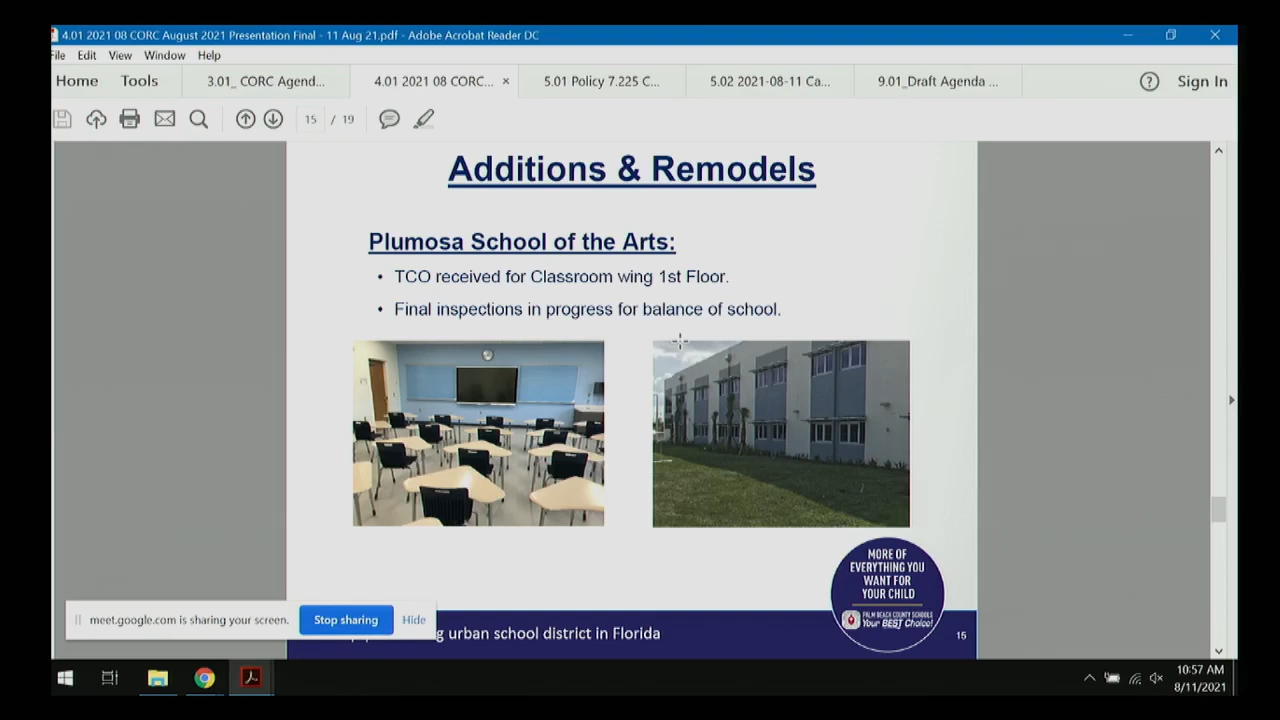 4.01 2021 08 CORC August 2021 Presentation Final - 11 Aug 21.pdf - Adobe Acrobat Reader DC
File Edit View Window Help
Home Tools 3.01_ CORC Agend... 4.01 2021 08 CORC... × 5.01 Policy 7.225 C... 5.02 2021-08-11 Ca... 9.01_Draft Agenda ... Sign In
15 / 19
Additions & Remodels
Plumosa School of the Arts:
• TCO received for Classroom wing 1st Floor.
• Final inspections in progress for balance of school.
MORE OF
EVERYTHING YOU
WANT FOR
YOUR CHILD
PALM BEACH COUNTY SCHOOLS
Your BEST Choice!
meet.google.com is sharing your screen. Stop sharing Hide
g urban school district in Florida
15
10:57 AM
8/11/2021